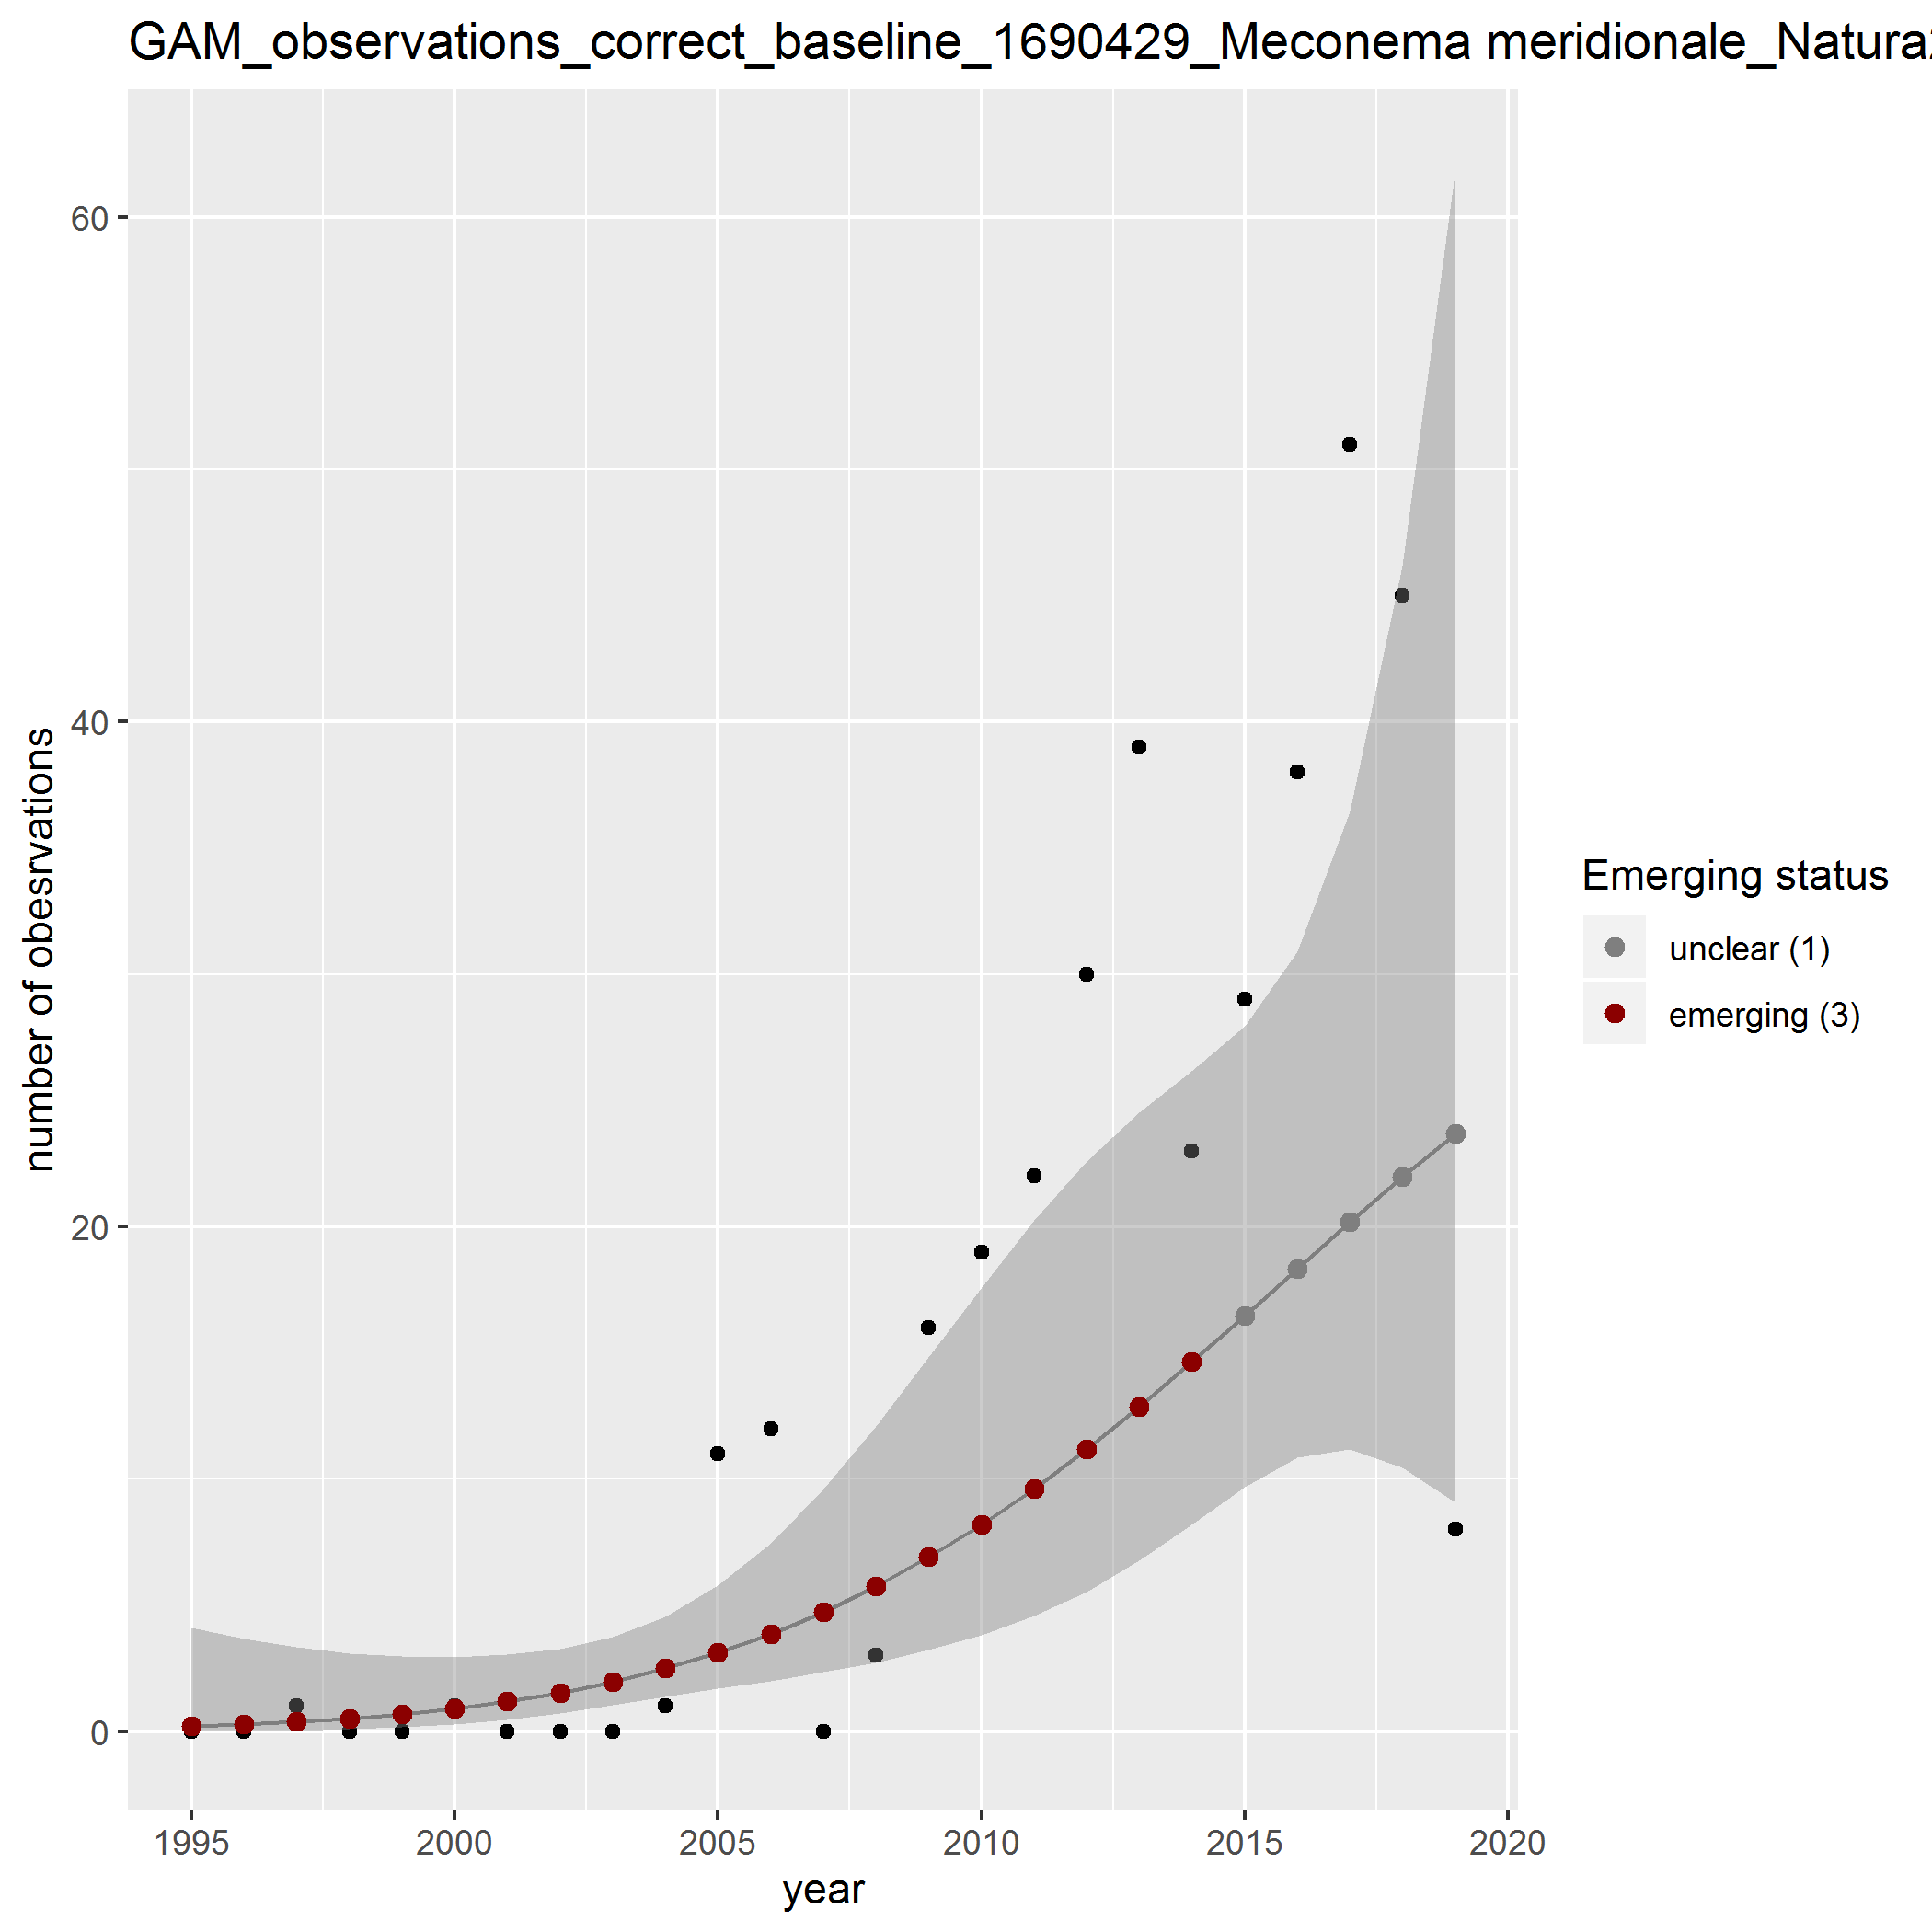 GAM_observations_correct_baseline_1690429_Meconema meridionale_Natura
number of obesrvations
60
40
20
0
1995 2000 2005 2010 2015 2020
year
Emerging status
unclear (1)
emerging (3)